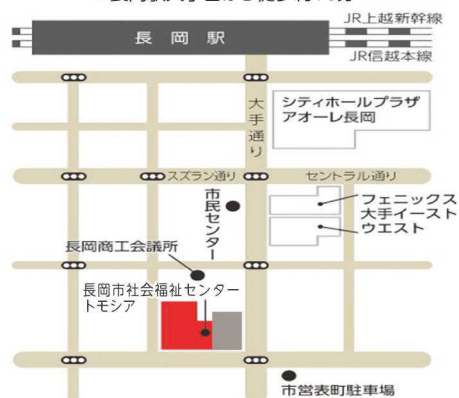 長岡駅
JR上越新幹線
JR信越本線
大手通り
シティホールプラザ
アオーレ長岡
スズラン通り
セントラル通り
市民センター
フェニックス
大手イースト
ウエスト
長岡商工会議所
長岡市社会福祉センター
トモシア
市営表町駐車場